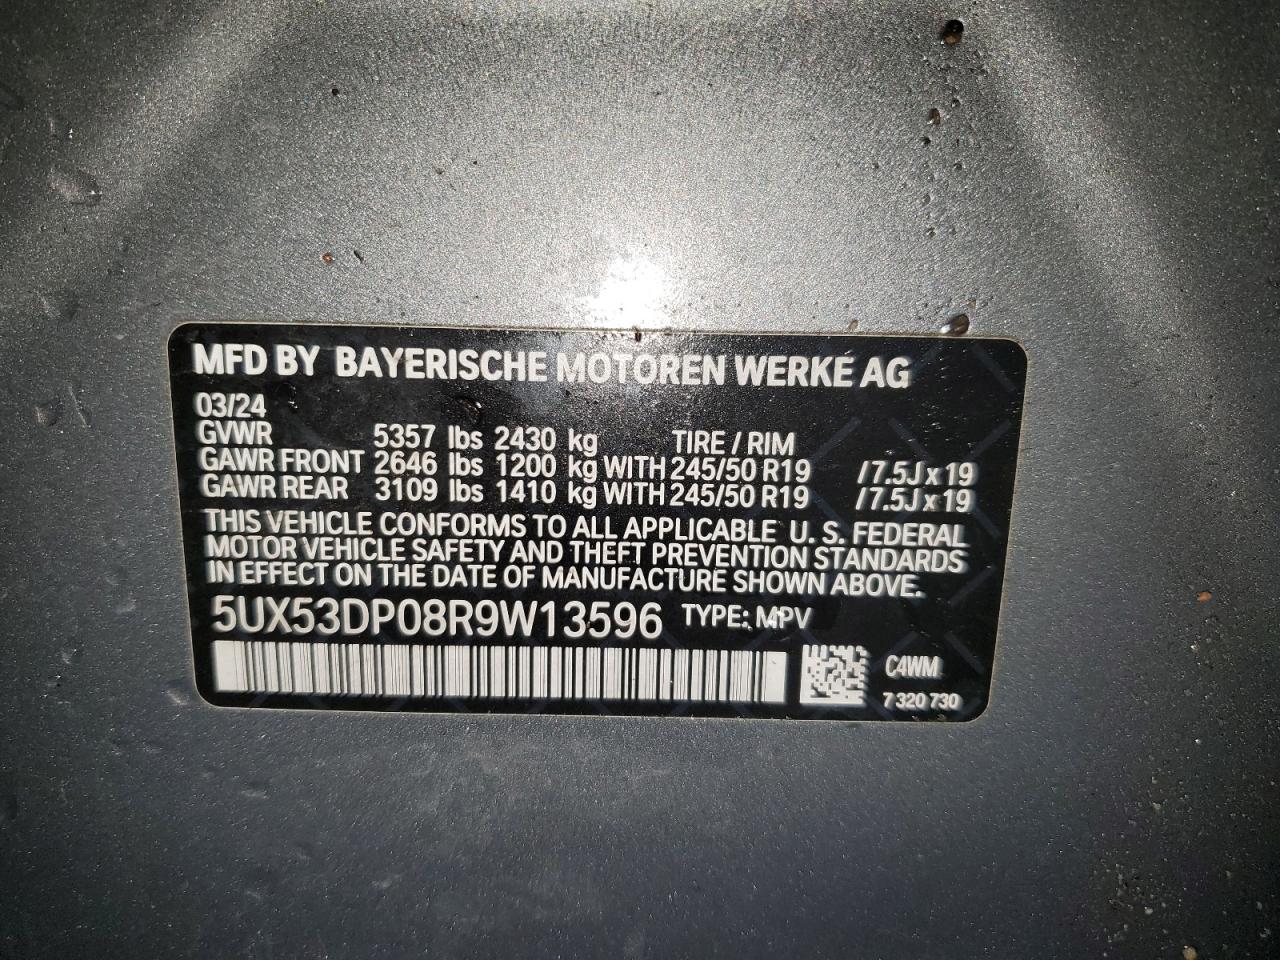 MFD BY BAYERISCHE MOTOREN WERKE AG
03/24
GVWR 5357 lbs 2430 kg TIRE / RIM
GAWR FRONT 2646 lbs 1200 kg WITH 245/50 R19 / 7.5J x 19
GAWR REAR 3109 lbs 1410 kg WITH 245/50 R19 / 7.5J x 19
THIS VEHICLE CONFORMS TO ALL APPLICABLE U. S. FEDERAL
MOTOR VEHICLE SAFETY AND THEFT PREVENTION STANDARDS
IN EFFECT ON THE DATE OF MANUFACTURE SHOWN ABOVE.
5UX53DP08R9W13596 TYPE: MPV
C4WM
7 320 730